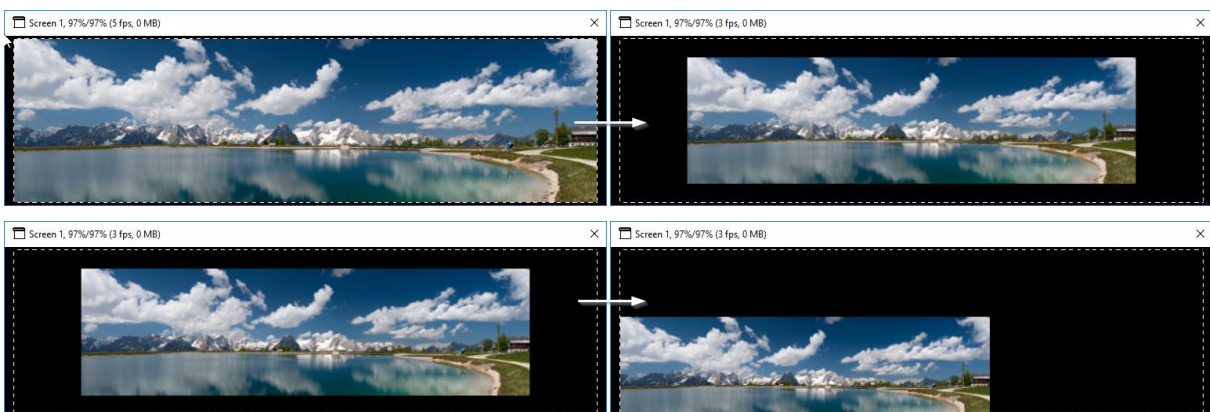 Screen 1, 97%/97% (5 fps, 0 MB)
Screen 1, 97%/97% (3 fps, 0 MB)
Screen 1, 97%/97% (3 fps, 0 MB)
Screen 1, 97%/97% (3 fps, 0 MB)